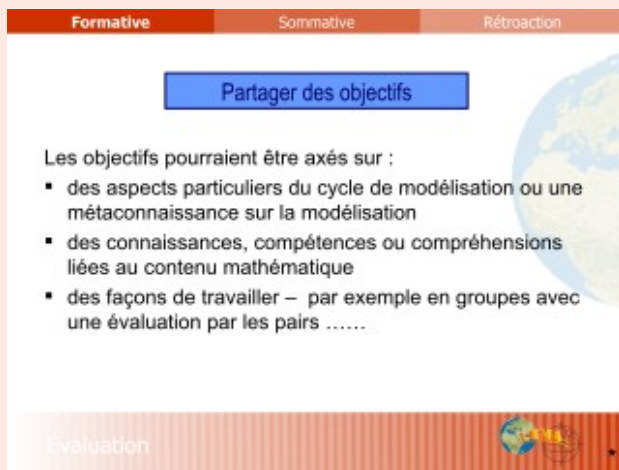 Formative Sommative Rétroaction
Partager des objectifs
Les objectifs pourraient être axés sur :
▪ des aspects particuliers du cycle de modélisation ou une
métaconnaissance sur la modélisation
▪ des connaissances, compétences ou compréhensions
liées au contenu mathématique
▪ des façons de travailler – par exemple en groupes avec
une évaluation par les pairs ……
Évaluation